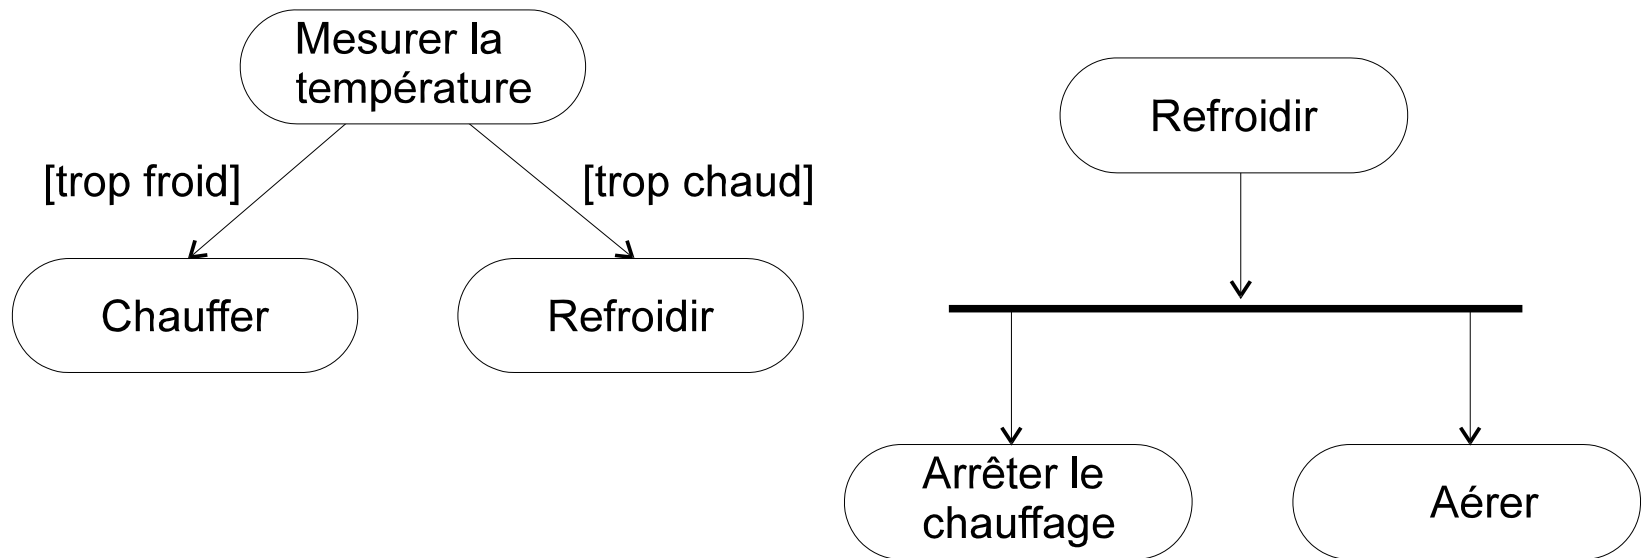 Mesurer la
température
[trop froid]
[trop chaud]
Chauffer
Refroidir
Refroidir
Arrêter le
chauffage
Aérer